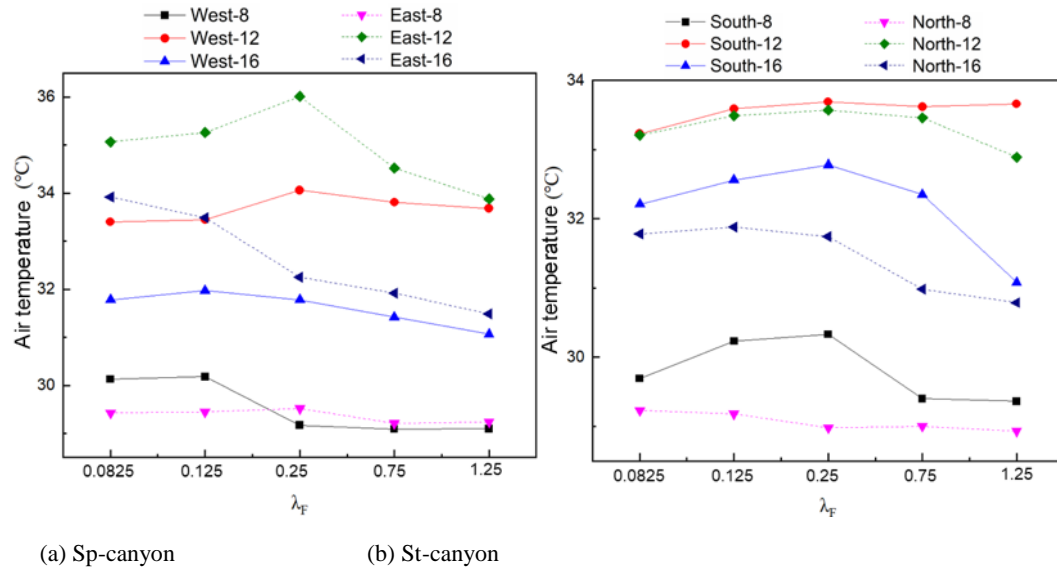 West-8 East-8
West-12 East-12
West-16 East-16
Air temperature (℃)
36
34
32
30
0.0825 0.125 0.25 0.75 1.25
λF
South-8 North-8
South-12 North-12
South-16 North-16
Air temperature (℃)
34
32
30
0.0825 0.125 0.25 0.75 1.25
λF
(a) Sp-canyon (b) St-canyon